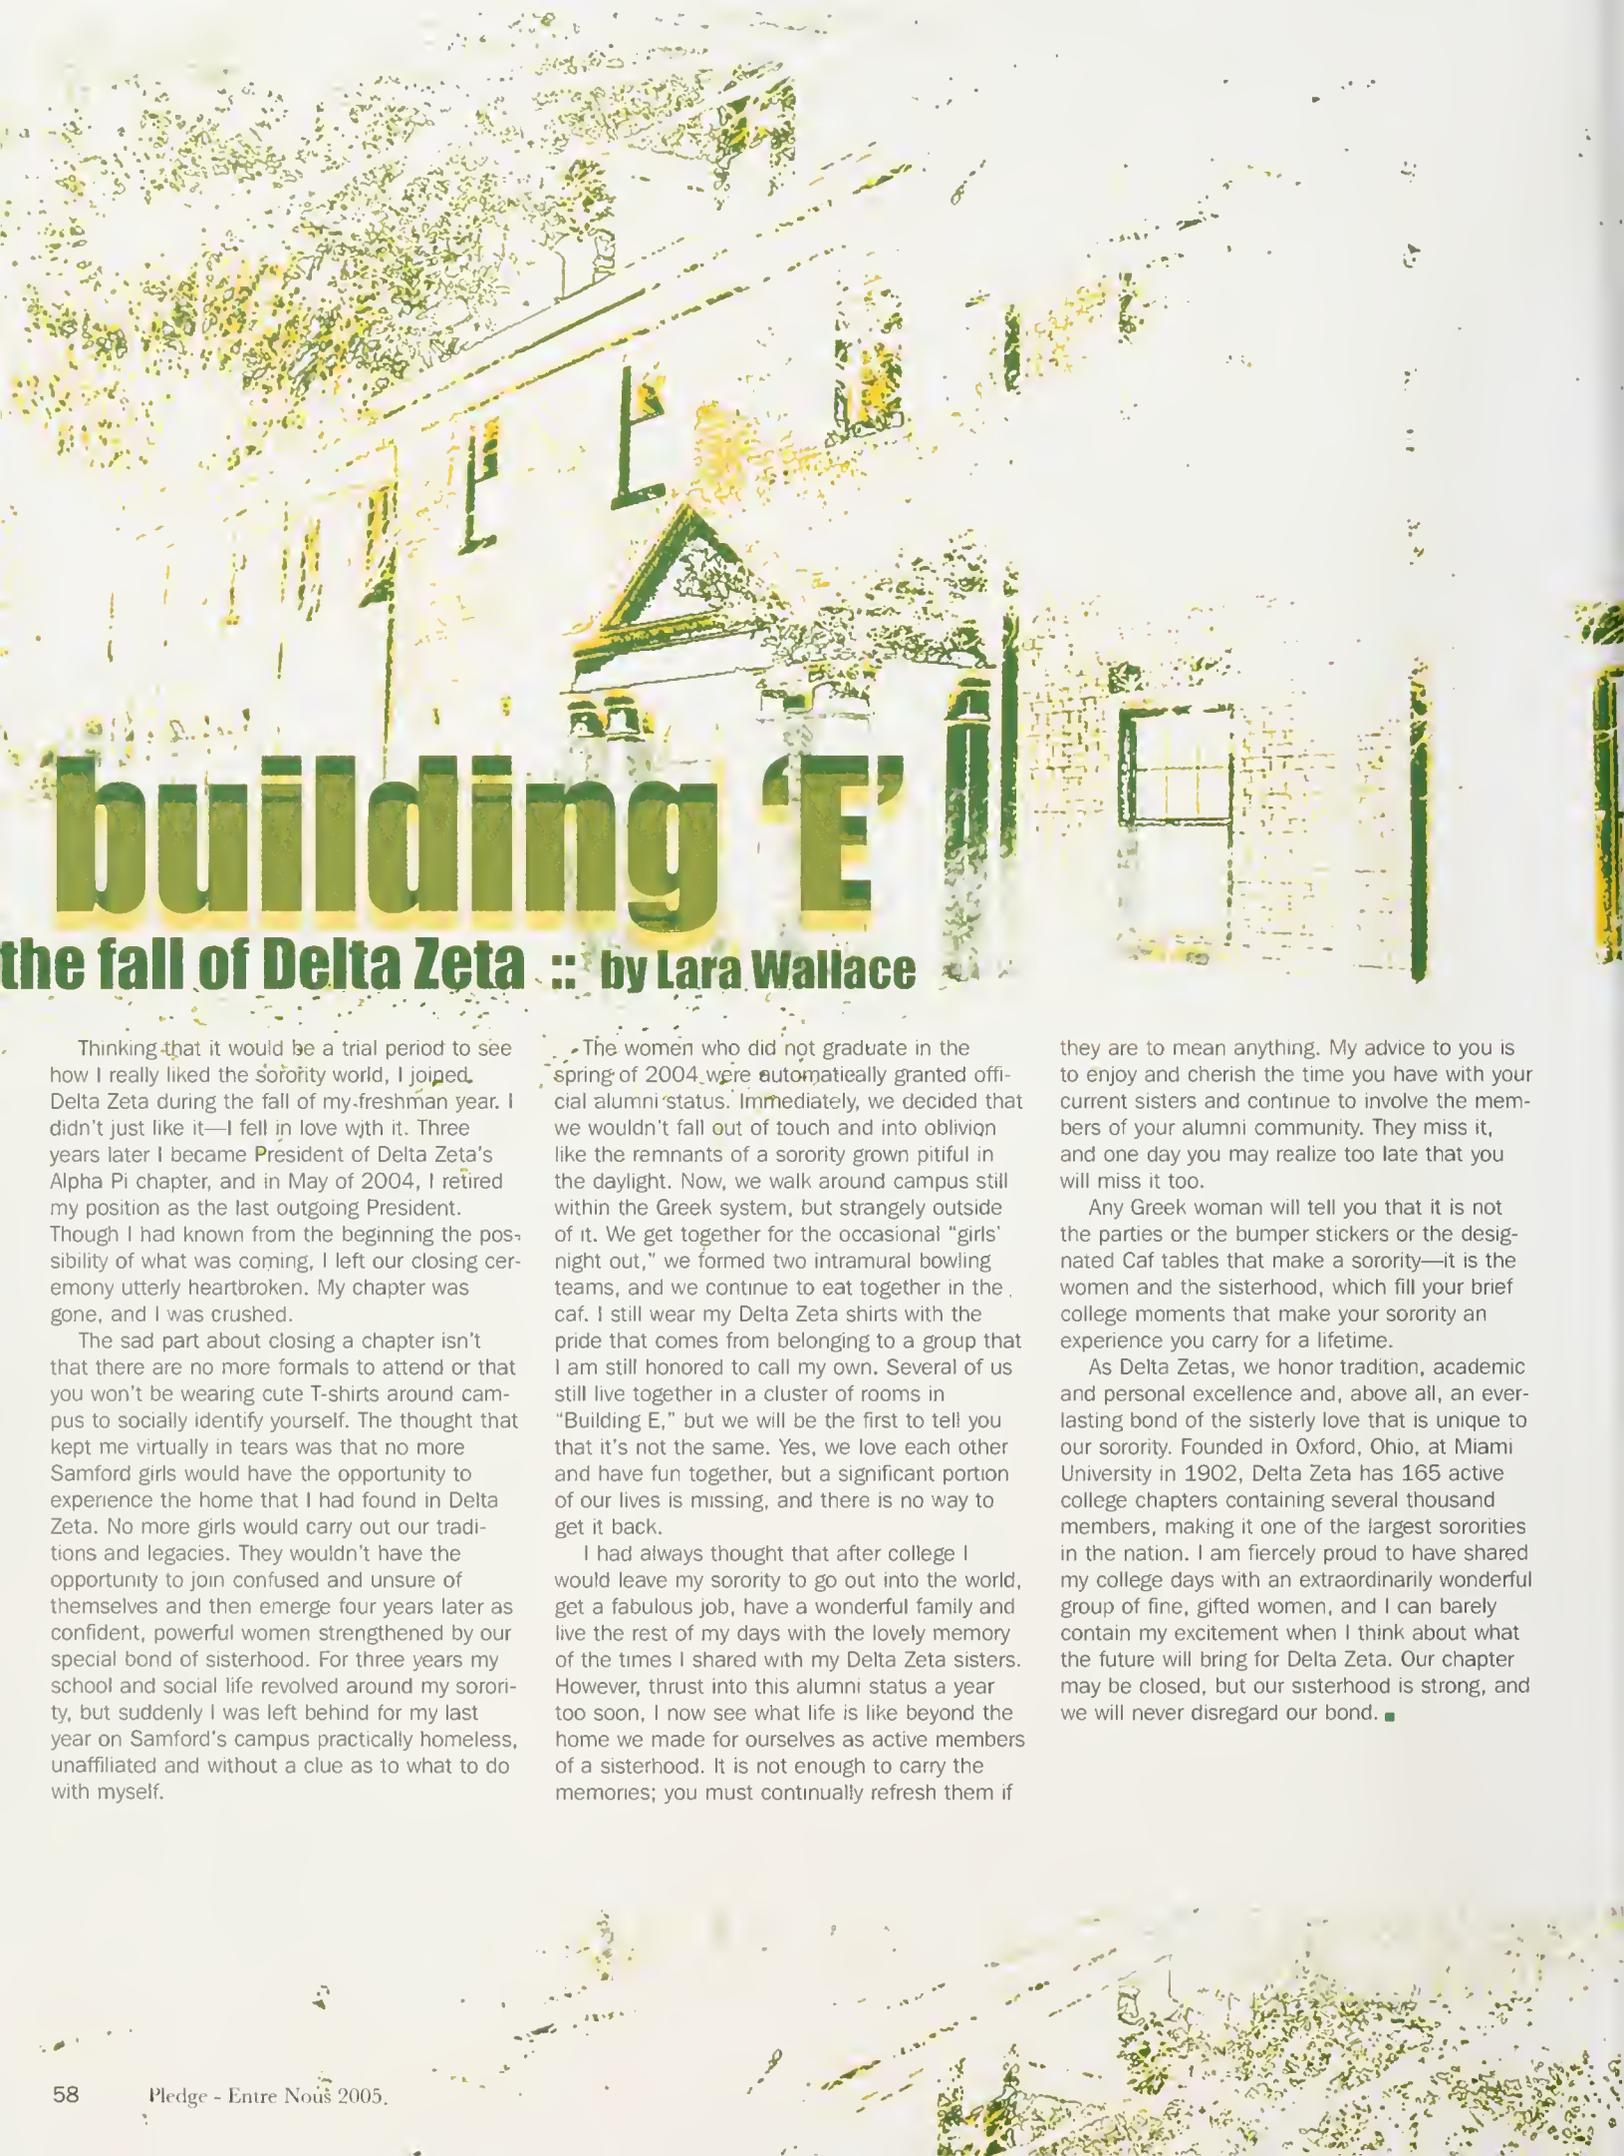 building 'E'
the fall of Delta Zeta :: by Lara Wallace
Thinking that it would be a trial period to see
how I really liked the sorority world, I joined
Delta Zeta during the fall of my freshman year. I
didn't just like it—I fell in love with it. Three
years later I became President of Delta Zeta's
Alpha Pi chapter, and in May of 2004, I retired
my position as the last outgoing President.
Though I had known from the beginning the pos-
sibility of what was coming, I left our closing cer-
emony utterly heartbroken. My chapter was
gone, and I was crushed.
The sad part about closing a chapter isn't
that there are no more formals to attend or that
you won't be wearing cute T-shirts around cam-
pus to socially identify yourself. The thought that
kept me virtually in tears was that no more
Samford girls would have the opportunity to
experience the home that I had found in Delta
Zeta. No more girls would carry out our tradi-
tions and legacies. They wouldn't have the
opportunity to join confused and unsure of
themselves and then emerge four years later as
confident, powerful women strengthened by our
special bond of sisterhood. For three years my
school and social life revolved around my sorori-
ty, but suddenly I was left behind for my last
year on Samford's campus practically homeless,
unaffiliated and without a clue as to what to do
with myself.
The women who did not graduate in the
spring of 2004 were automatically granted offi-
cial alumni status. Immediately, we decided that
we wouldn't fall out of touch and into oblivion
like the remnants of a sorority grown pitiful in
the daylight. Now, we walk around campus still
within the Greek system, but strangely outside
of it. We get together for the occasional "girls'
night out," we formed two intramural bowling
teams, and we continue to eat together in the
caf. I still wear my Delta Zeta shirts with the
pride that comes from belonging to a group that
I am still honored to call my own. Several of us
still live together in a cluster of rooms in
"Building E," but we will be the first to tell you
that it's not the same. Yes, we love each other
and have fun together, but a significant portion
of our lives is missing, and there is no way to
get it back.
I had always thought that after college I
would leave my sorority to go out into the world,
get a fabulous job, have a wonderful family and
live the rest of my days with the lovely memory
of the times I shared with my Delta Zeta sisters.
However, thrust into this alumni status a year
too soon, I now see what life is like beyond the
home we made for ourselves as active members
of a sisterhood. It is not enough to carry the
memories; you must continually refresh them if
they are to mean anything. My advice to you is
to enjoy and cherish the time you have with your
current sisters and continue to involve the mem-
bers of your alumni community. They miss it,
and one day you may realize too late that you
will miss it too.
Any Greek woman will tell you that it is not
the parties or the bumper stickers or the desig-
nated Caf tables that make a sorority—it is the
women and the sisterhood, which fill your brief
college moments that make your sorority an
experience you carry for a lifetime.
As Delta Zetas, we honor tradition, academic
and personal excellence and, above all, an ever-
lasting bond of the sisterly love that is unique to
our sorority. Founded in Oxford, Ohio, at Miami
University in 1902, Delta Zeta has 165 active
college chapters containing several thousand
members, making it one of the largest sororities
in the nation. I am fiercely proud to have shared
my college days with an extraordinarily wonderful
group of fine, gifted women, and I can barely
contain my excitement when I think about what
the future will bring for Delta Zeta. Our chapter
may be closed, but our sisterhood is strong, and
we will never disregard our bond.
58 Pledge - Entre Nous 2005